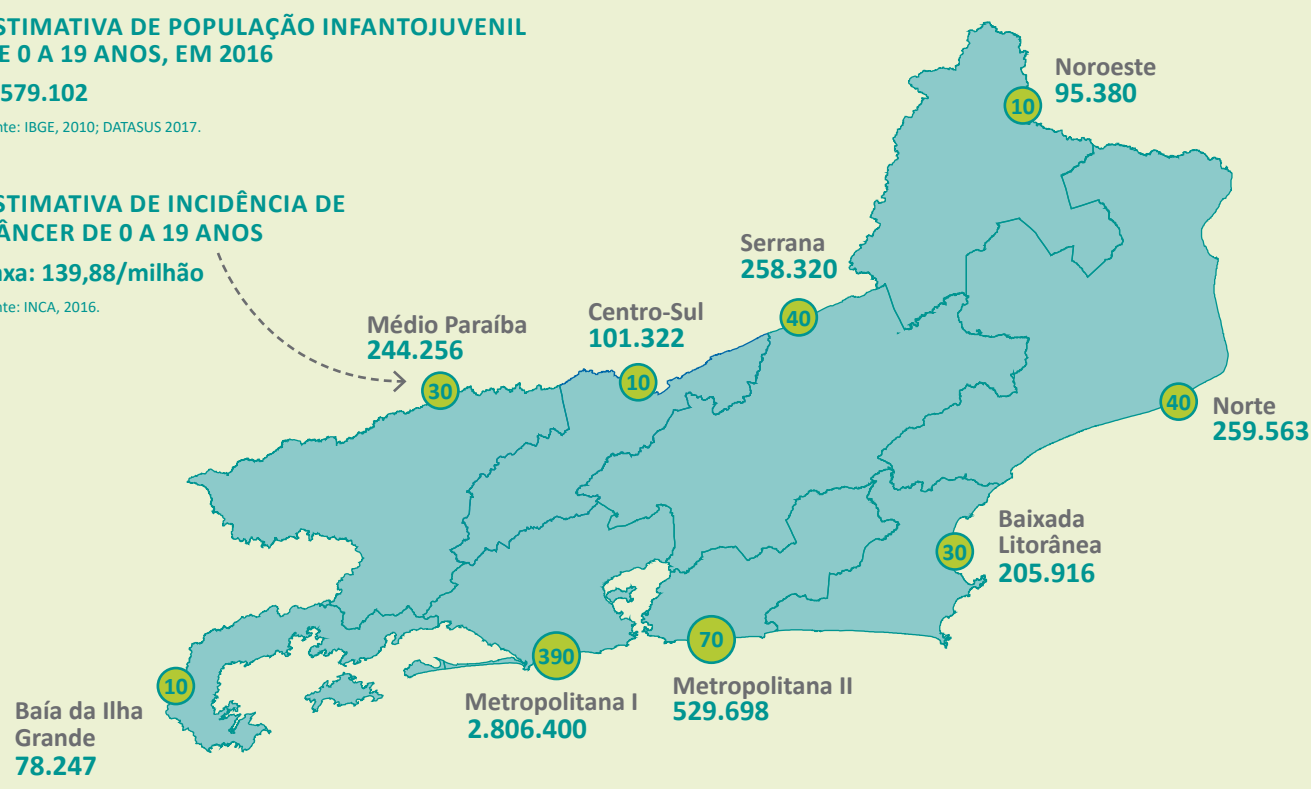 STIMATIVA DE POPULAÇÃO INFANTOJUVENIL
E 0 A 19 ANOS, EM 2016
579.102
nte: IBGE, 2010; DATASUS 2017.
STIMATIVA DE INCIDÊNCIA DE
ÂNCER DE 0 A 19 ANOS
axa: 139,88/milhão
nte: INCA, 2016.
Noroeste
95.380
10
Serrana
258.320
40
Centro-Sul
101.322
10
Médio Paraíba
244.256
30
40
Norte
259.563
Baixada
Litorânea
205.916
30
70
Metropolitana II
529.698
390
Metropolitana I
2.806.400
10
Baía da Ilha
Grande
78.247